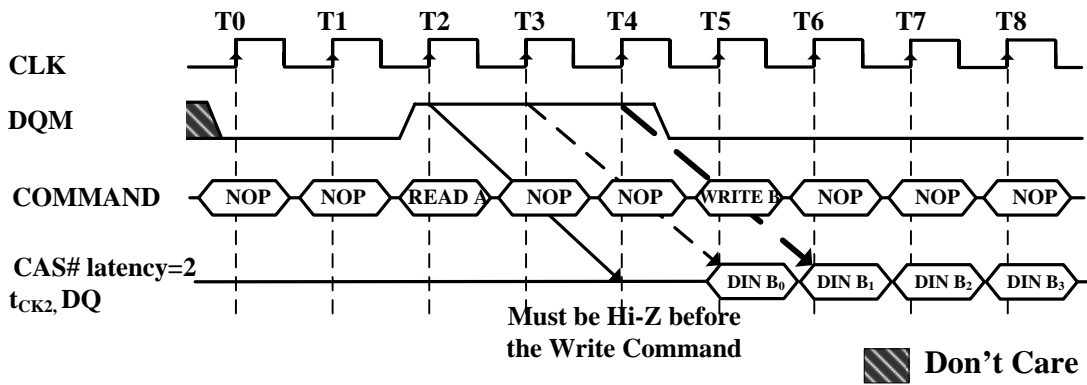 T0 T1 T2 T3 T4 T5 T6 T7 T8
CLK
DQM
COMMAND NOP NOP READ A NOP NOP WRITE B NOP NOP NOP
CAS# latency=2
tCK2, DQ
DIN B0 DIN B1 DIN B2 DIN B3
Must be Hi-Z before
the Write Command
Don't Care